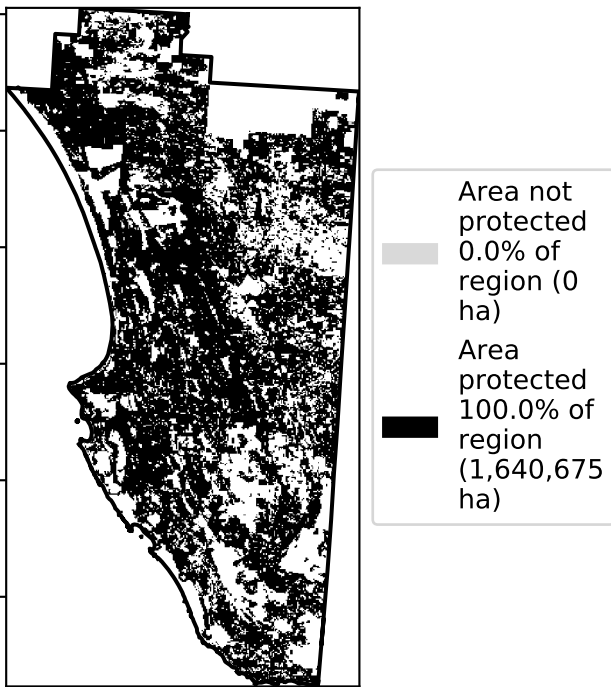 Area not
protected
0.0% of
region (0
ha)
Area
protected
100.0% of
region
(1,640,675
ha)